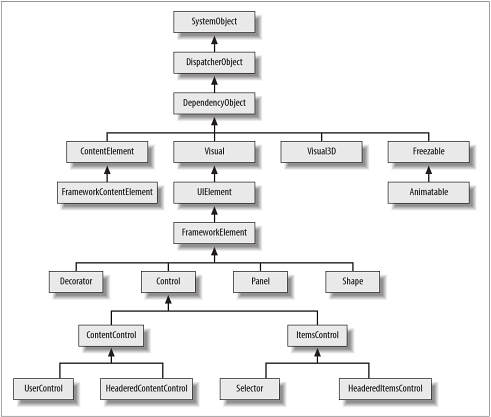 SystemObject
DispatcherObject
DependencyObject
ContentElement
Visual
Visual3D
Freezable
FrameworkContentElement
UIElement
Animatable
FrameworkElement
Decorator
Control
Panel
Shape
ContentControl
ItemsControl
UserControl
HeaderedContentControl
Selector
HeaderedItemsControl